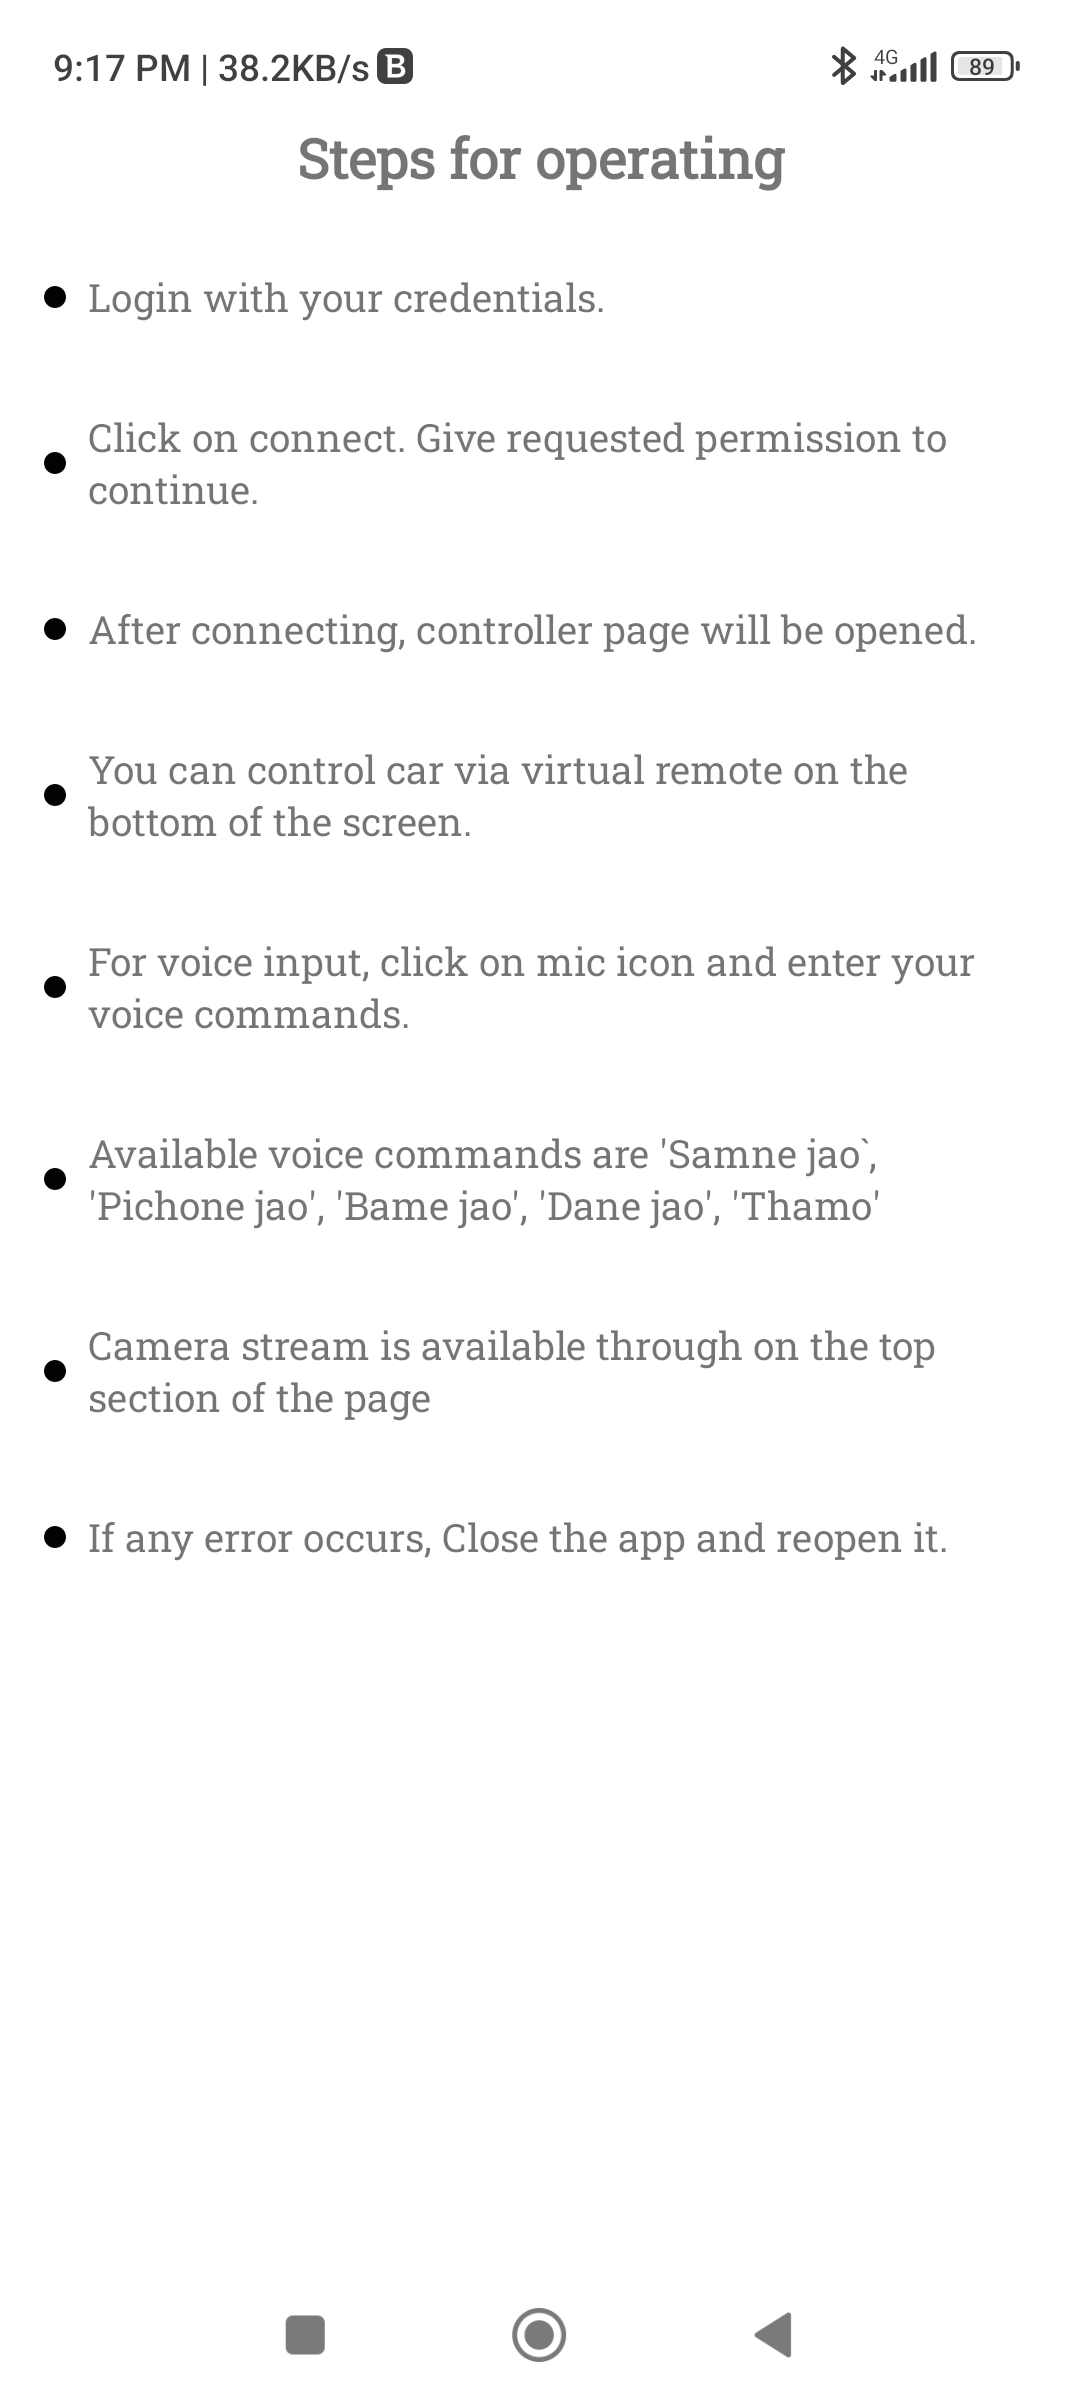 9:17 PM | 38.2KB/s B 4G 89
Steps for operating
Login with your credentials.
Click on connect. Give requested permission to
continue.
After connecting, controller page will be opened.
You can control car via virtual remote on the
bottom of the screen.
For voice input, click on mic icon and enter your
voice commands.
Available voice commands are 'Samne jao`,
'Pichone jao', 'Bame jao', 'Dane jao', 'Thamo'
Camera stream is available through on the top
section of the page
If any error occurs, Close the app and reopen it.